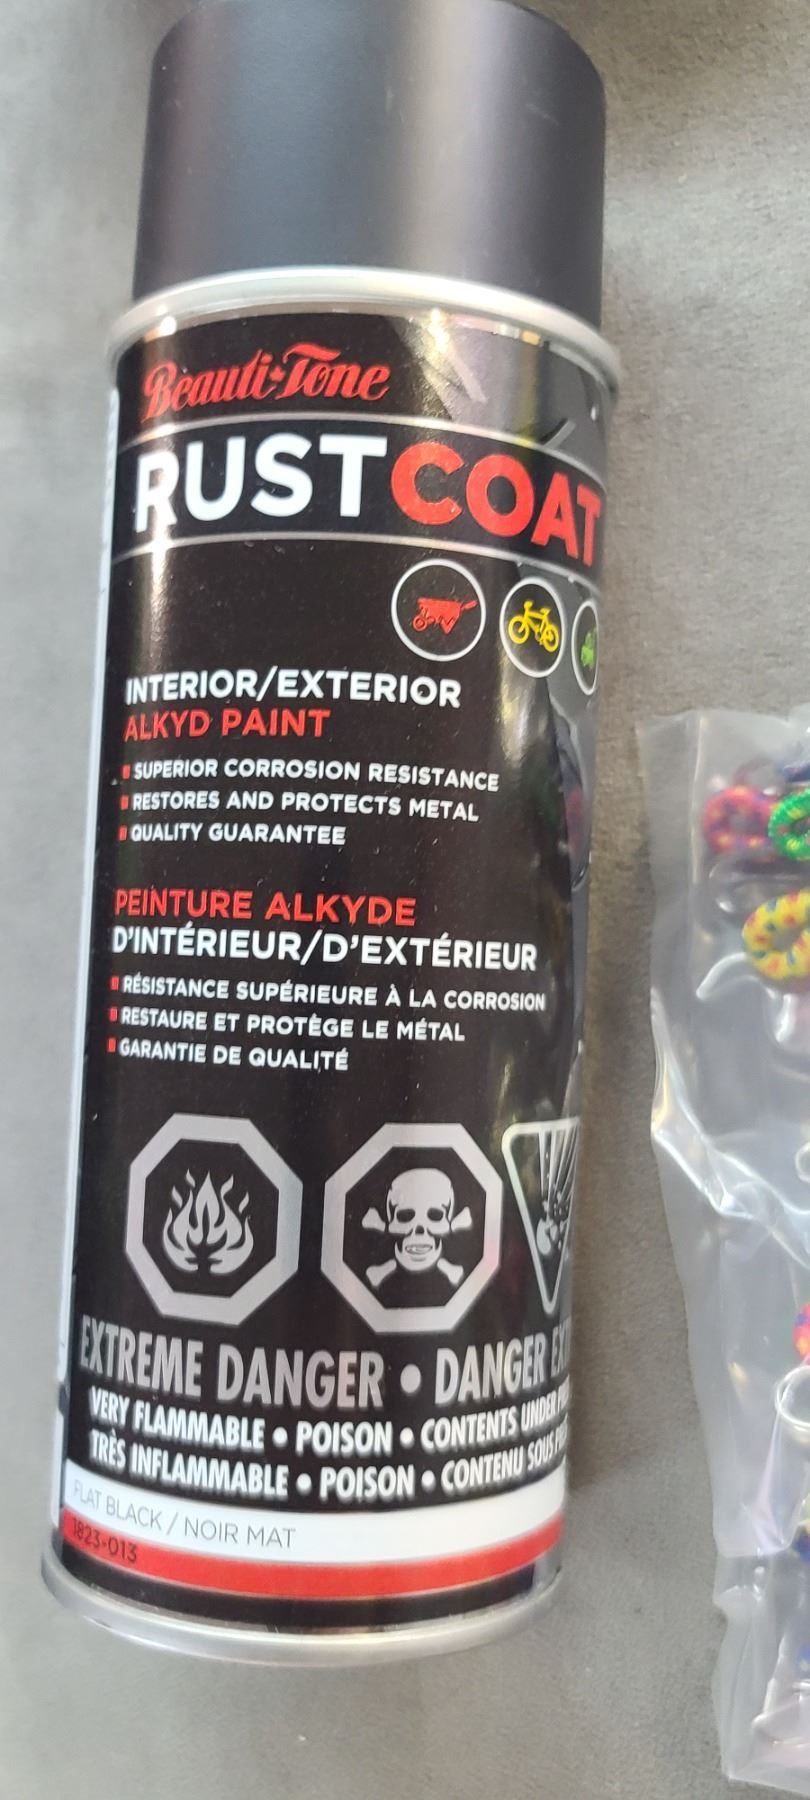 Beauti-Tone
RUSTCOAT
INTERIOR/EXTERIOR
ALKYD PAINT
SUPERIOR CORROSION RESISTANCE
RESTORES AND PROTECTS METAL
QUALITY GUARANTEE
PEINTURE ALKYDE
D'INTÉRIEUR/D'EXTÉRIEUR
RÉSISTANCE SUPÉRIEURE À LA CORROSION
RESTAURE ET PROTÈGE LE MÉTAL
GARANTIE DE QUALITÉ
EXTREME DANGER • DANGER
VERY FLAMMABLE • POISON • CONTENTS UNDER
TRÈS INFLAMMABLE • POISON • CONTENU SOUS
FLAT BLACK / NOIR MAT
1823-013